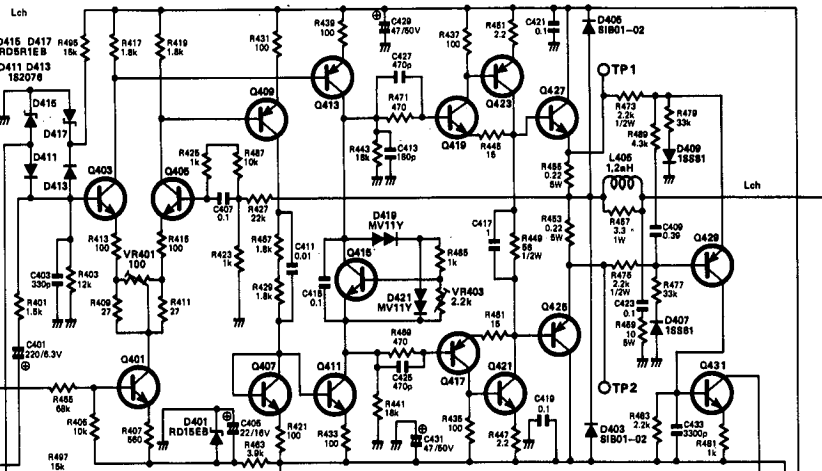 Lch
D415 D417
RD5R1EB
D411 D413
1S2076
R495
15k
R417
1.8k
R419
1.8k
R431
100
R439
100
C429
47/50V
R437
100
R451
2.2
C421
0.1
D405
SIB01-02
C427
470p
TP1
D415
D417
D411
D413
Q409
Q413
R471
470
Q419
Q423
Q427
R473
2.2k
1/2W
R489
4.3k
R479
33k
R425
1k
R487
10k
R443
18k
C413
180p
R445
15
R455
0.22
5W
L405
1.2uH
D409
1SS81
Q403
Q405
C407
0.1
R427
22k
Lch
R413
100
R415
100
VR401
100
R423
1k
R457
1.8k
C411
0.01
D419
MV11Y
C417
1
R453
0.22
5W
R457
3.3
1W
C409
0.39
Q429
C403
330p
R403
12k
R401
1.5k
R409
27
R411
27
R429
1.8k
C415
0.1
Q415
R465
1k
R449
56
1/2W
D421
MV11Y
VR403
2.2k
R475
2.2k
1/2W
C423
0.1
R477
33k
R459
10
5W
D407
1SS81
C401
220/6.3V
R469
470
R461
15
Q425
Q401
Q407
Q411
C425
470p
Q417
Q421
TP2
Q431
R455
68k
R405
10k
R407
560
D401
RD15EB
C405
22/16V
R421
100
R433
100
R441
18k
C431
47/50V
R435
100
R447
2.2
C419
0.1
D403
SIB01-02
R483
2.2k
C433
3300p
R481
1k
R497
15k
R463
3.9k